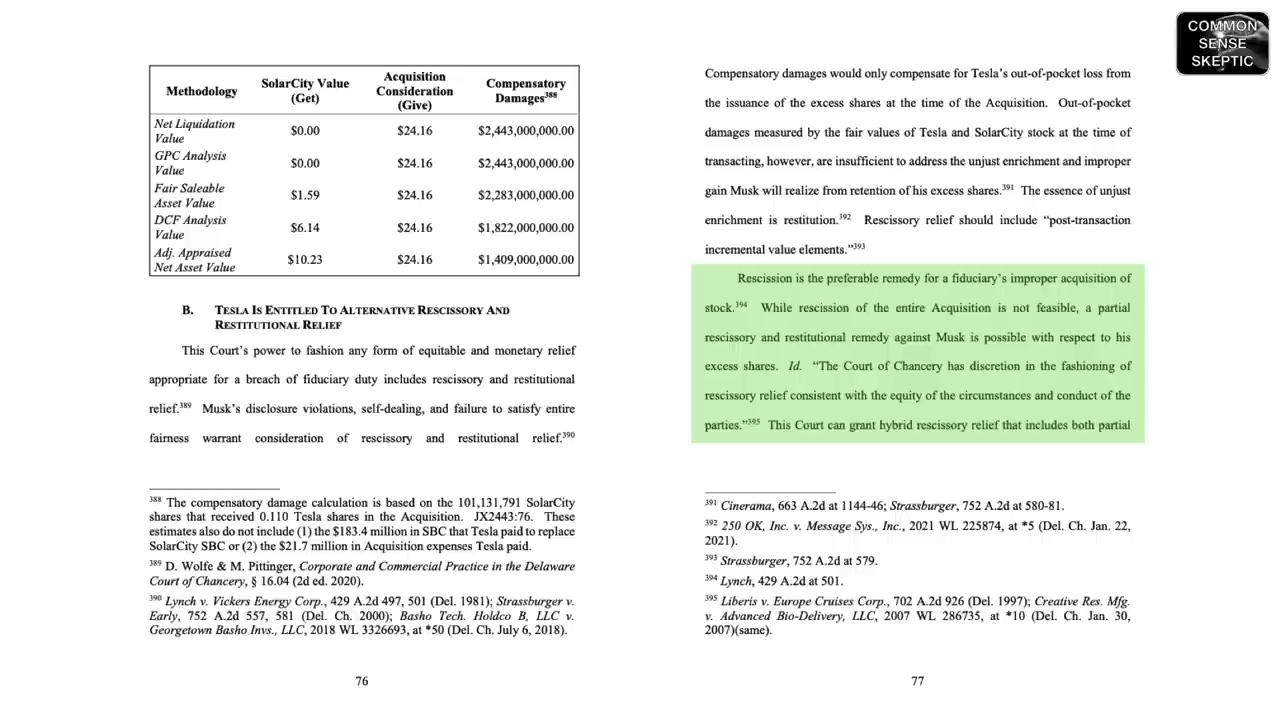 COMMON
SENSE
SKEPTIC
Methodology SolarCity Value (Get) Acquisition Consideration (Give) Compensatory Damages388
Net Liquidation Value $0.00 $24.16 $2,443,000,000.00
GPC Analysis Value $0.00 $24.16 $2,443,000,000.00
Fair Saleable Asset Value $1.59 $24.16 $2,283,000,000.00
DCF Analysis Value $6.14 $24.16 $1,822,000,000.00
Adj. Appraised Net Asset Value $10.23 $24.16 $1,409,000,000.00
B. TESLA IS ENTITLED TO ALTERNATIVE RESCISSORY AND
RESTITUTIONAL RELIEF
This Court's power to fashion any form of equitable and monetary relief
appropriate for a breach of fiduciary duty includes rescissory and restitutional
relief.389 Musk's disclosure violations, self-dealing, and failure to satisfy entire
fairness warrant consideration of rescissory and restitutional relief.390
388 The compensatory damage calculation is based on the 101,131,791 SolarCity
shares that received 0.110 Tesla shares in the Acquisition. JX2443:76. These
estimates also do not include (1) the $183.4 million in SBC that Tesla paid to replace
SolarCity SBC or (2) the $21.7 million in Acquisition expenses Tesla paid.
389 D. Wolfe & M. Pittinger, Corporate and Commercial Practice in the Delaware
Court of Chancery, § 16.04 (2d ed. 2020).
390 Lynch v. Vickers Energy Corp., 429 A.2d 497, 501 (Del. 1981); Strassburger v.
Early, 752 A.2d 557, 581 (Del. Ch. 2000); Basho Tech. Holdco B, LLC v.
Georgetown Basho Invs., LLC, 2018 WL 3326693, at *50 (Del. Ch. July 6, 2018).
76
Compensatory damages would only compensate for Tesla's out-of-pocket loss from
the issuance of the excess shares at the time of the Acquisition. Out-of-pocket
damages measured by the fair values of Tesla and SolarCity stock at the time of
transacting, however, are insufficient to address the unjust enrichment and improper
gain Musk will realize from retention of his excess shares.391 The essence of unjust
enrichment is restitution.392 Rescissory relief should include "post-transaction
incremental value elements."393
Rescission is the preferable remedy for a fiduciary's improper acquisition of
stock.394 While rescission of the entire Acquisition is not feasible, a partial
rescissory and restitutional remedy against Musk is possible with respect to his
excess shares. Id. "The Court of Chancery has discretion in the fashioning of
rescissory relief consistent with the equity of the circumstances and conduct of the
parties."395 This Court can grant hybrid rescissory relief that includes both partial
391 Cinerama, 663 A.2d at 1144-46; Strassburger, 752 A.2d at 580-81.
392 250 OK, Inc. v. Message Sys., Inc., 2021 WL 225874, at *5 (Del. Ch. Jan. 22,
2021).
393 Strassburger, 752 A.2d at 579.
394 Lynch, 429 A.2d at 501.
395 Liberis v. Europe Cruises Corp., 702 A.2d 926 (Del. 1997); Creative Res. Mfg.
v. Advanced Bio-Delivery, LLC, 2007 WL 286735, at *10 (Del. Ch. Jan. 30,
2007)(same).
77